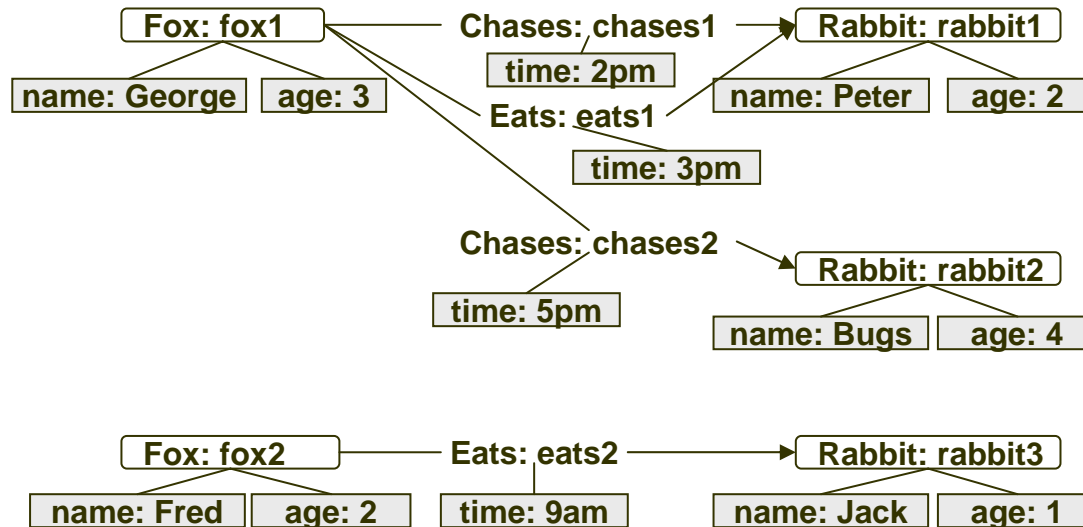 Fox: fox1
Chases: chases1
Rabbit: rabbit1
time: 2pm
name: George
age: 3
name: Peter
age: 2
Eats: eats1
time: 3pm
Chases: chases2
Rabbit: rabbit2
time: 5pm
name: Bugs
age: 4
Fox: fox2
Eats: eats2
Rabbit: rabbit3
name: Fred
age: 2
time: 9am
name: Jack
age: 1